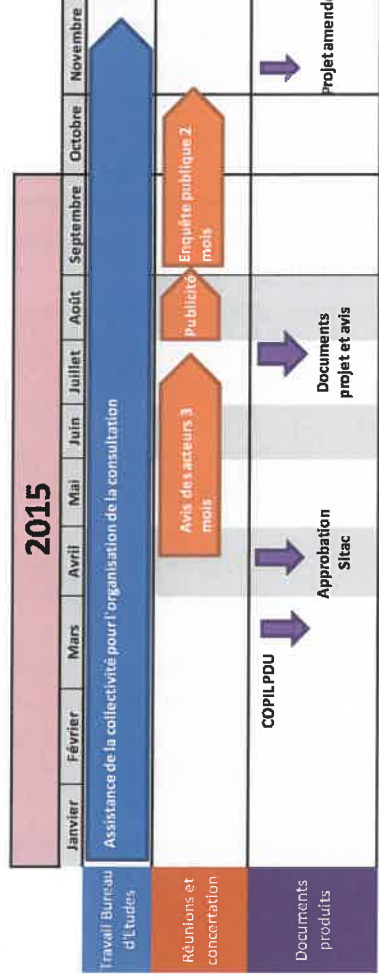 2015
Janvier Février Mars Avril Mai Juin Juillet Août Septembre Octobre Novembre
Travail Bureau
d'Etudes
Assistance de la collectivité pour l'organisation de la consultation
Réunions et
concertation
Avis des acteurs 3
mois
Publicité
Enquête publique 2
mois
Documents
produits
COPIL PDU
Approbation
Sitac
Documents
projet et avis
Projet amendé